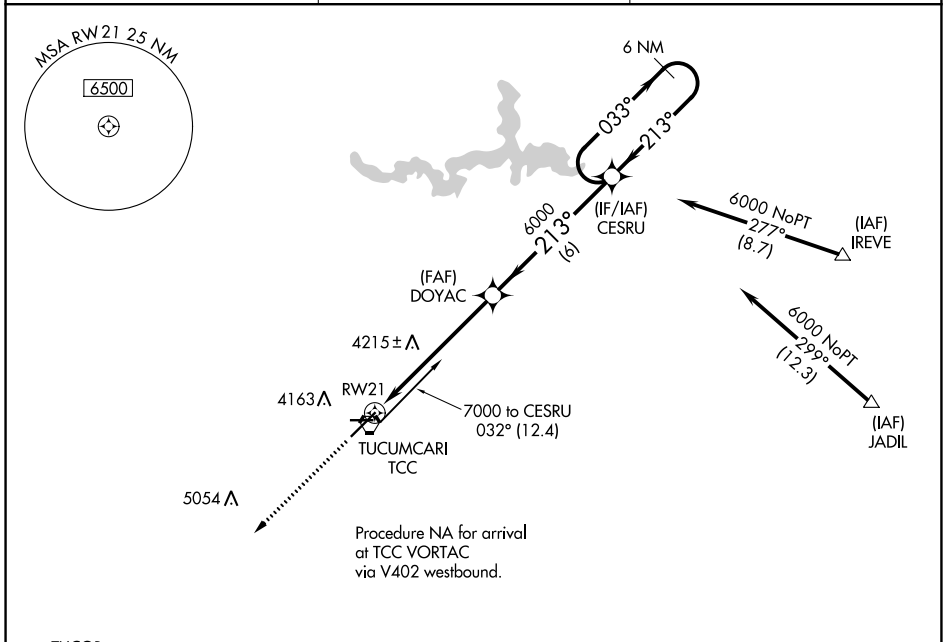 MSA RW21 25 NM
6500
6 NM
033°
213°
(IF/IAF)
CESRU
6000
213°
(6)
6000 NoPT
277°
(8.7)
(IAF)
IREVE
(FAF)
DOYAC
6000 NoPT
299°
(12.3)
(IAF)
JADIL
4215±
4163
RW21
7000 to CESRU
032° (12.4)
TUCUMCARI
TCC
5054
Procedure NA for arrival
at TCC VORTAC
via V402 westbound.